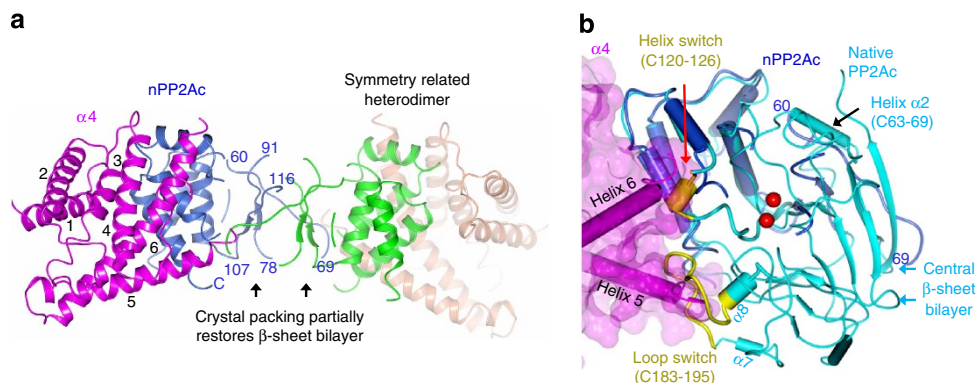 a
nPP2Ac
α4
2
3
1
4
6
5
C
60
91
116
107
78
69
Symmetry related
heterodimer
Crystal packing partially
restores β-sheet bilayer
b
α4
Helix switch
(C120-126)
nPP2Ac
Native
PP2Ac
60
Helix α2
(C63-69)
Helix 6
Helix 5
69
Central
β-sheet
bilayer
α8
α7
Loop switch
(C183-195)